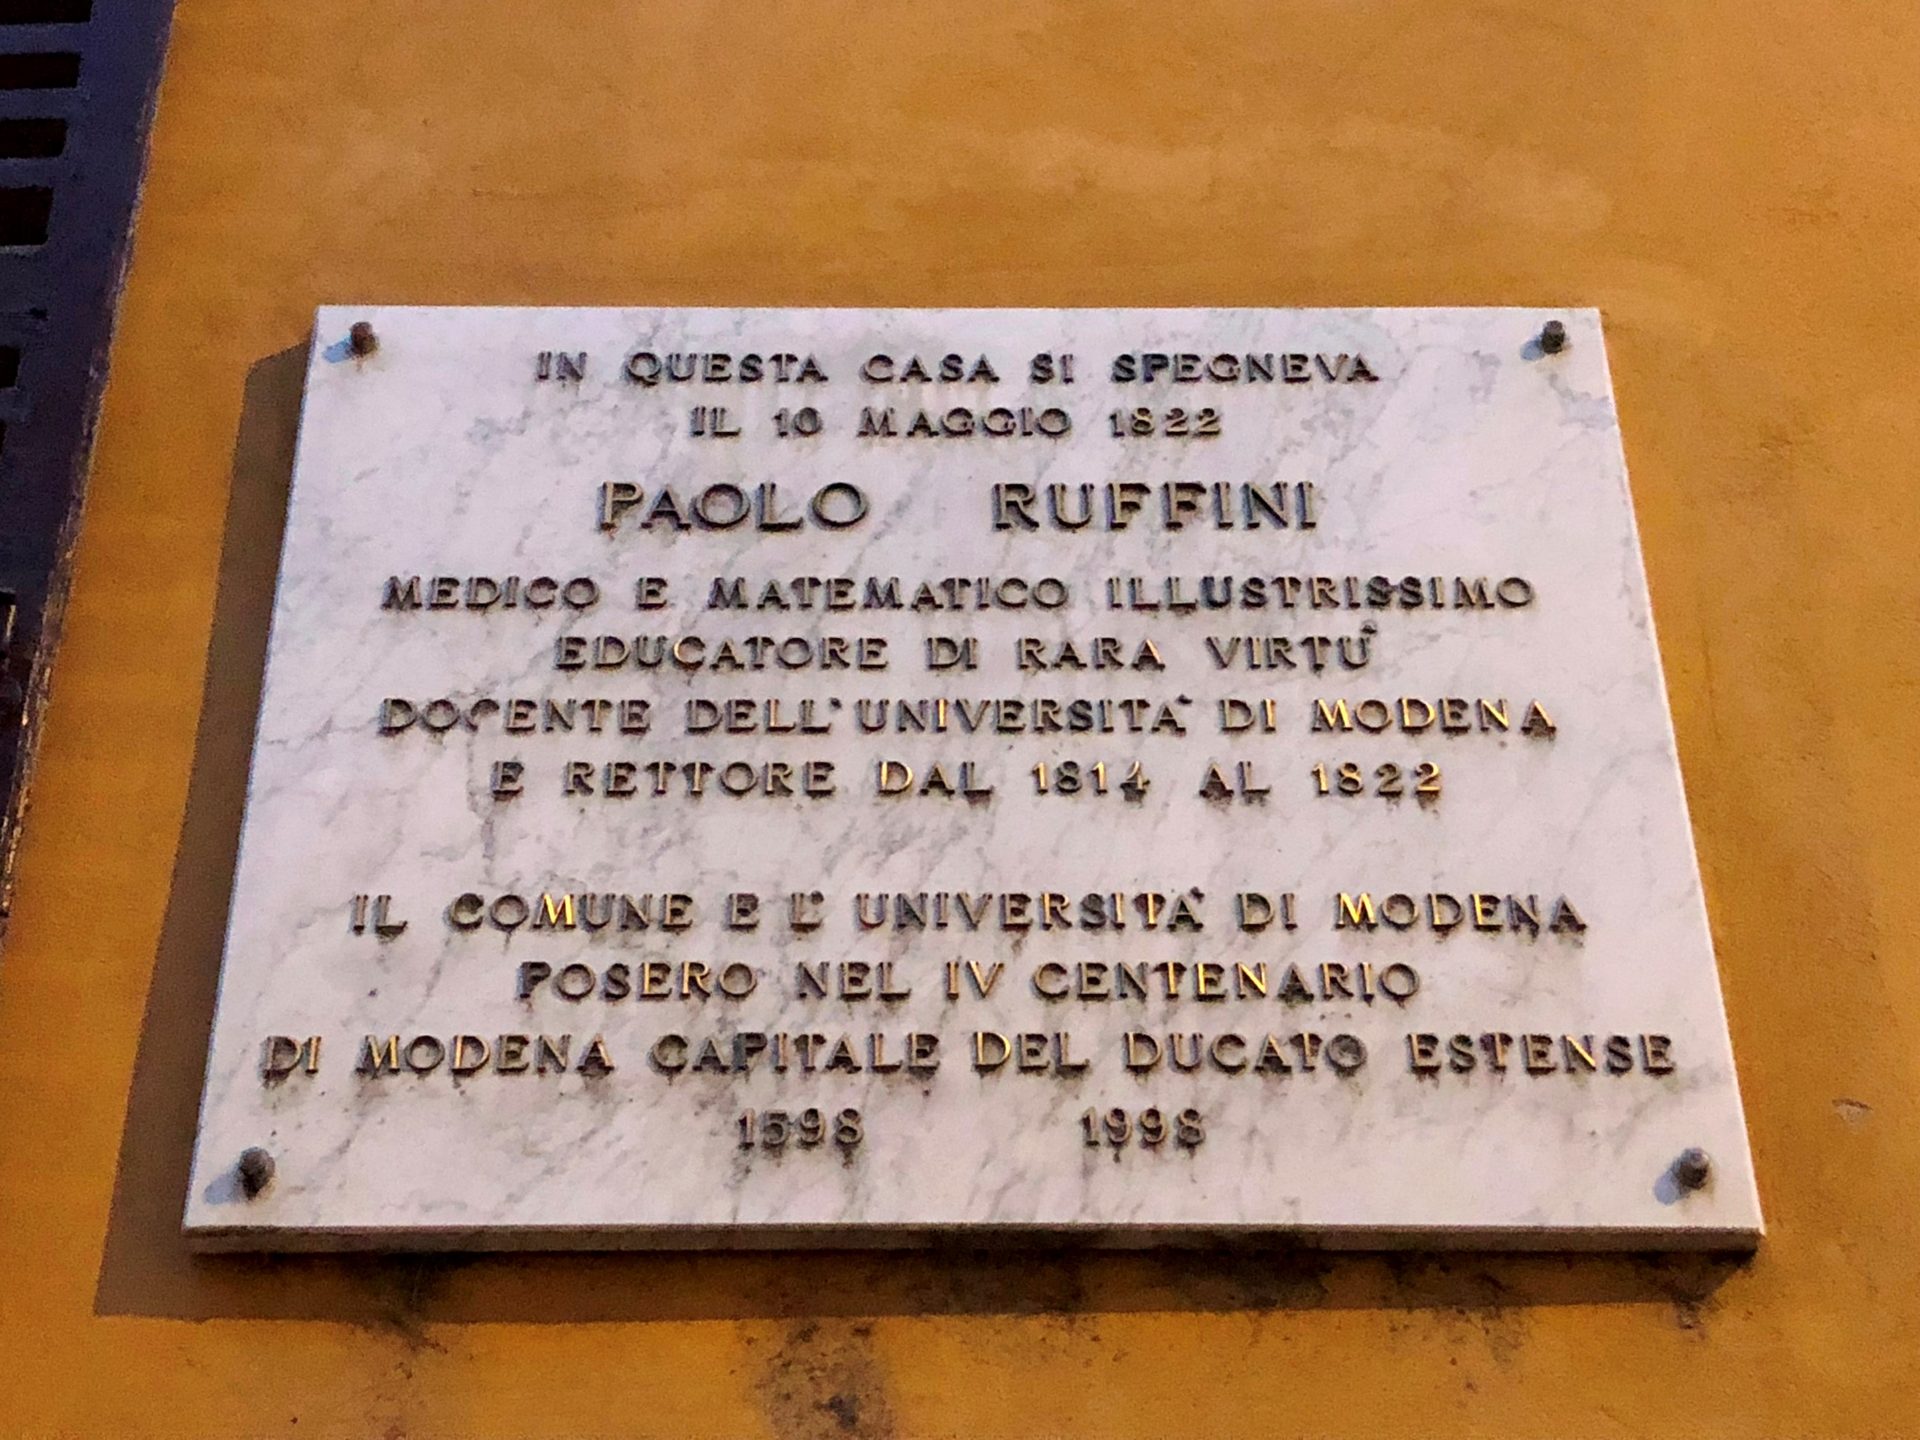 IN QUESTA CASA SI SPEGNEVA
IL 10 MAGGIO 1822
PAOLO RUFFINI
MEDICO E MATEMATICO ILLUSTRISSIMO
EDUCATORE DI RARA VIRTÙ
DOCENTE DELL'UNIVERSITÀ DI MODENA
E RETTORE DAL 1814 AL 1822
IL COMUNE E L'UNIVERSITÀ DI MODENA
POSERO NEL IV CENTENARIO
DI MODENA CAPITALE DEL DUCATO ESTENSE
1598 1998